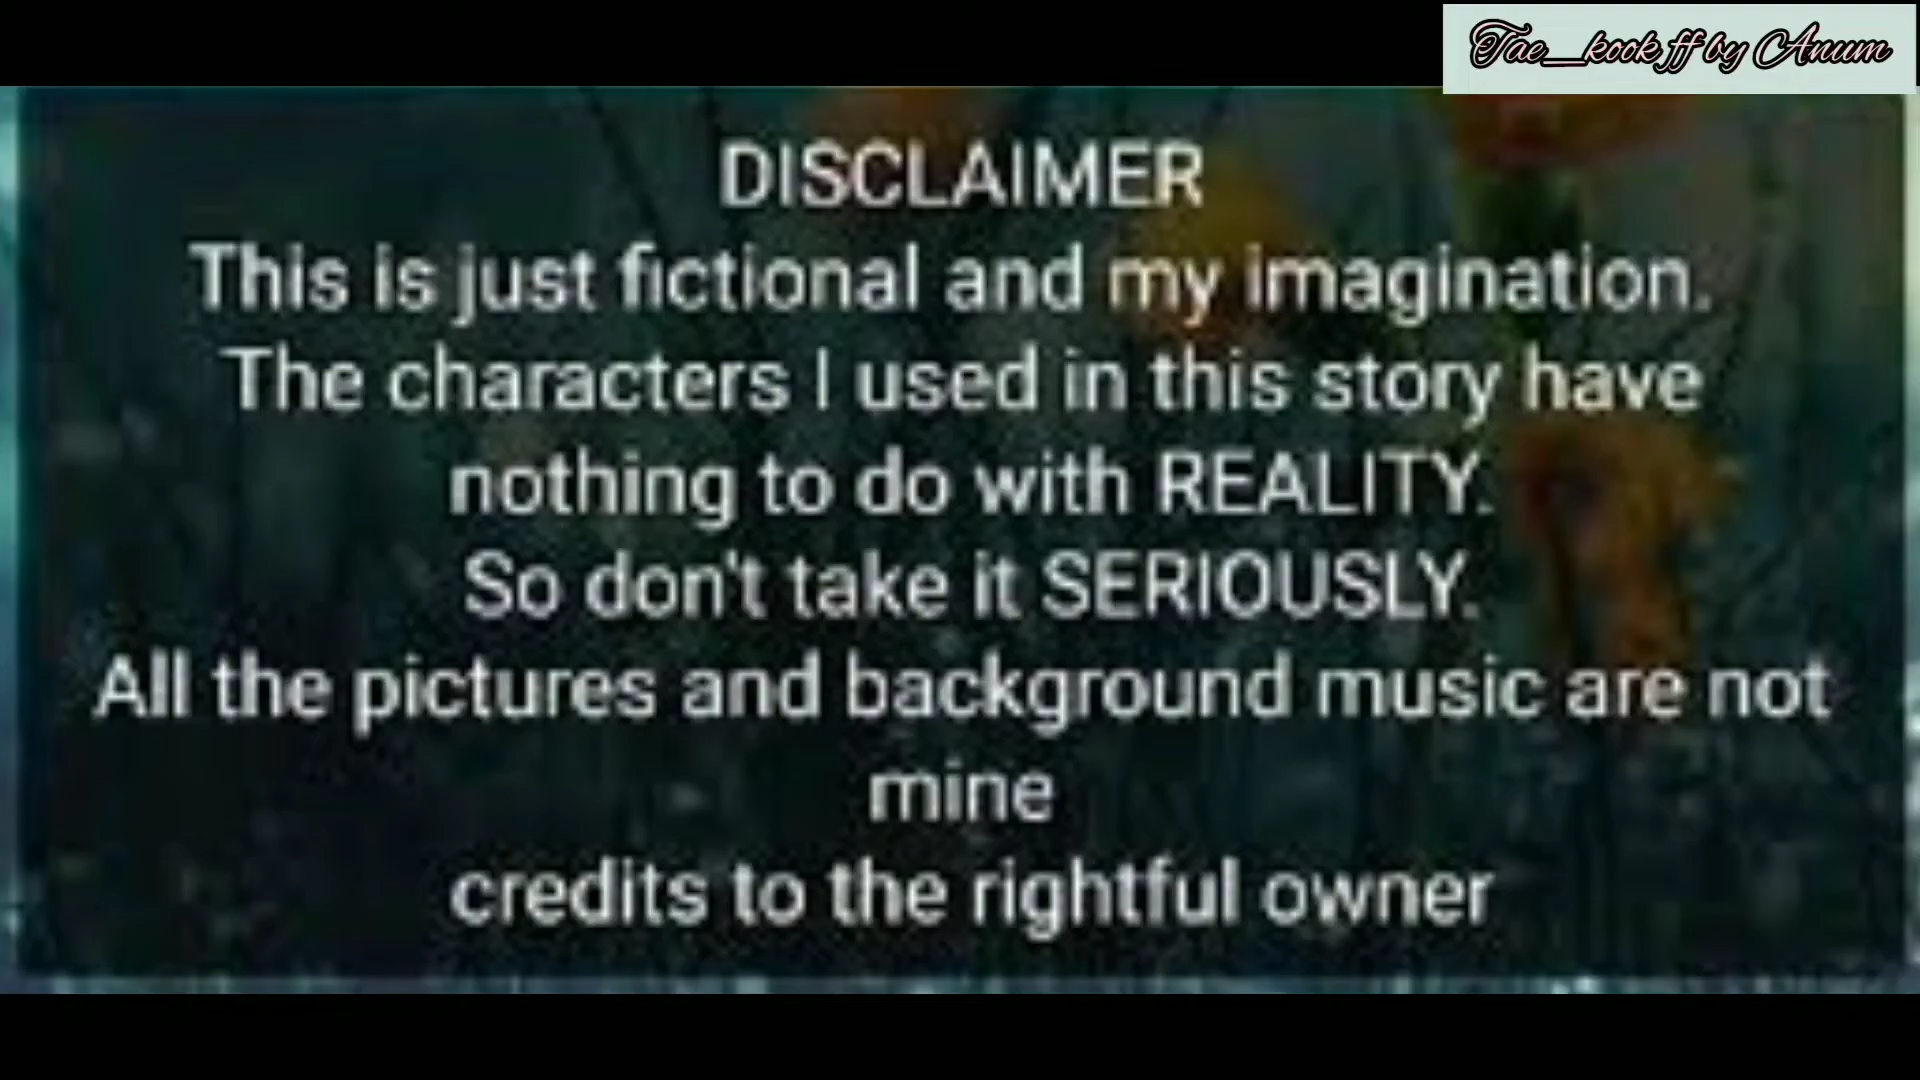 Tae__kook ff by Anum
DISCLAIMER
This is just fictional and my imagination.
The characters I used in this story have
nothing to do with REALITY.
So don't take it SERIOUSLY.
All the pictures and background music are not
mine
credits to the rightful owner